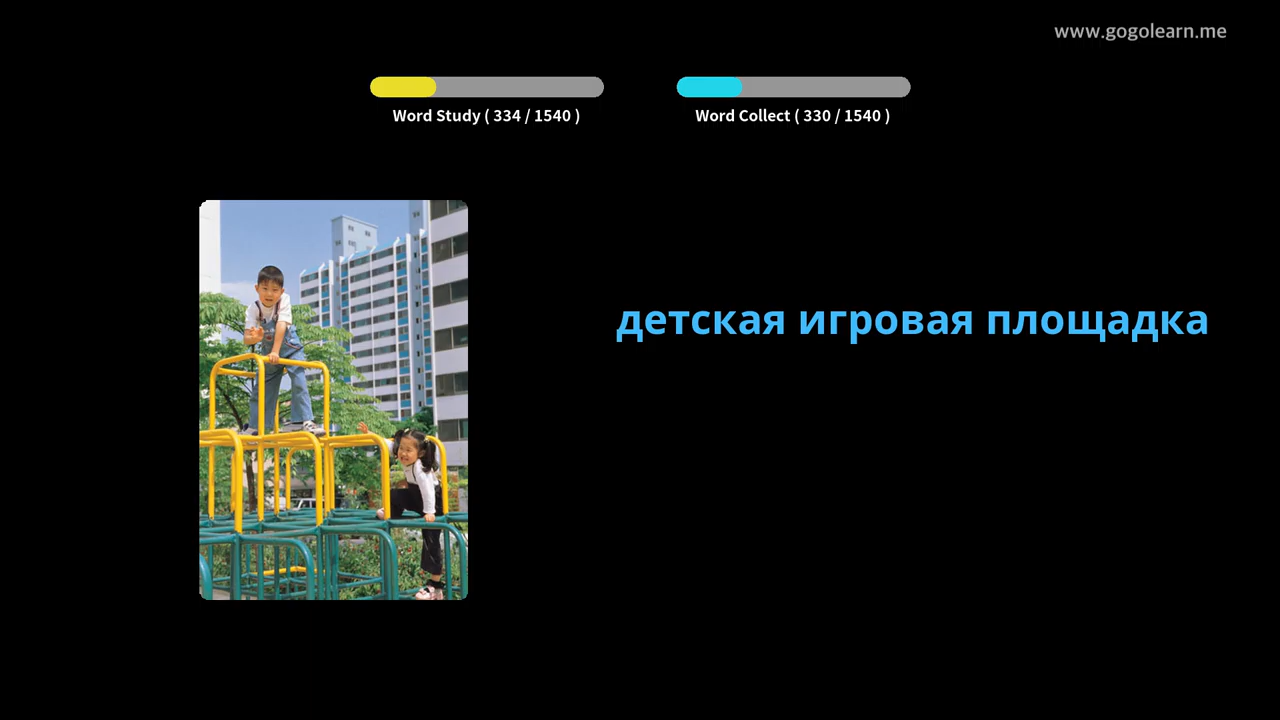 www.gogolearn.me
Word Study ( 334 / 1540 )
Word Collect ( 330 / 1540 )
детская игровая площадка